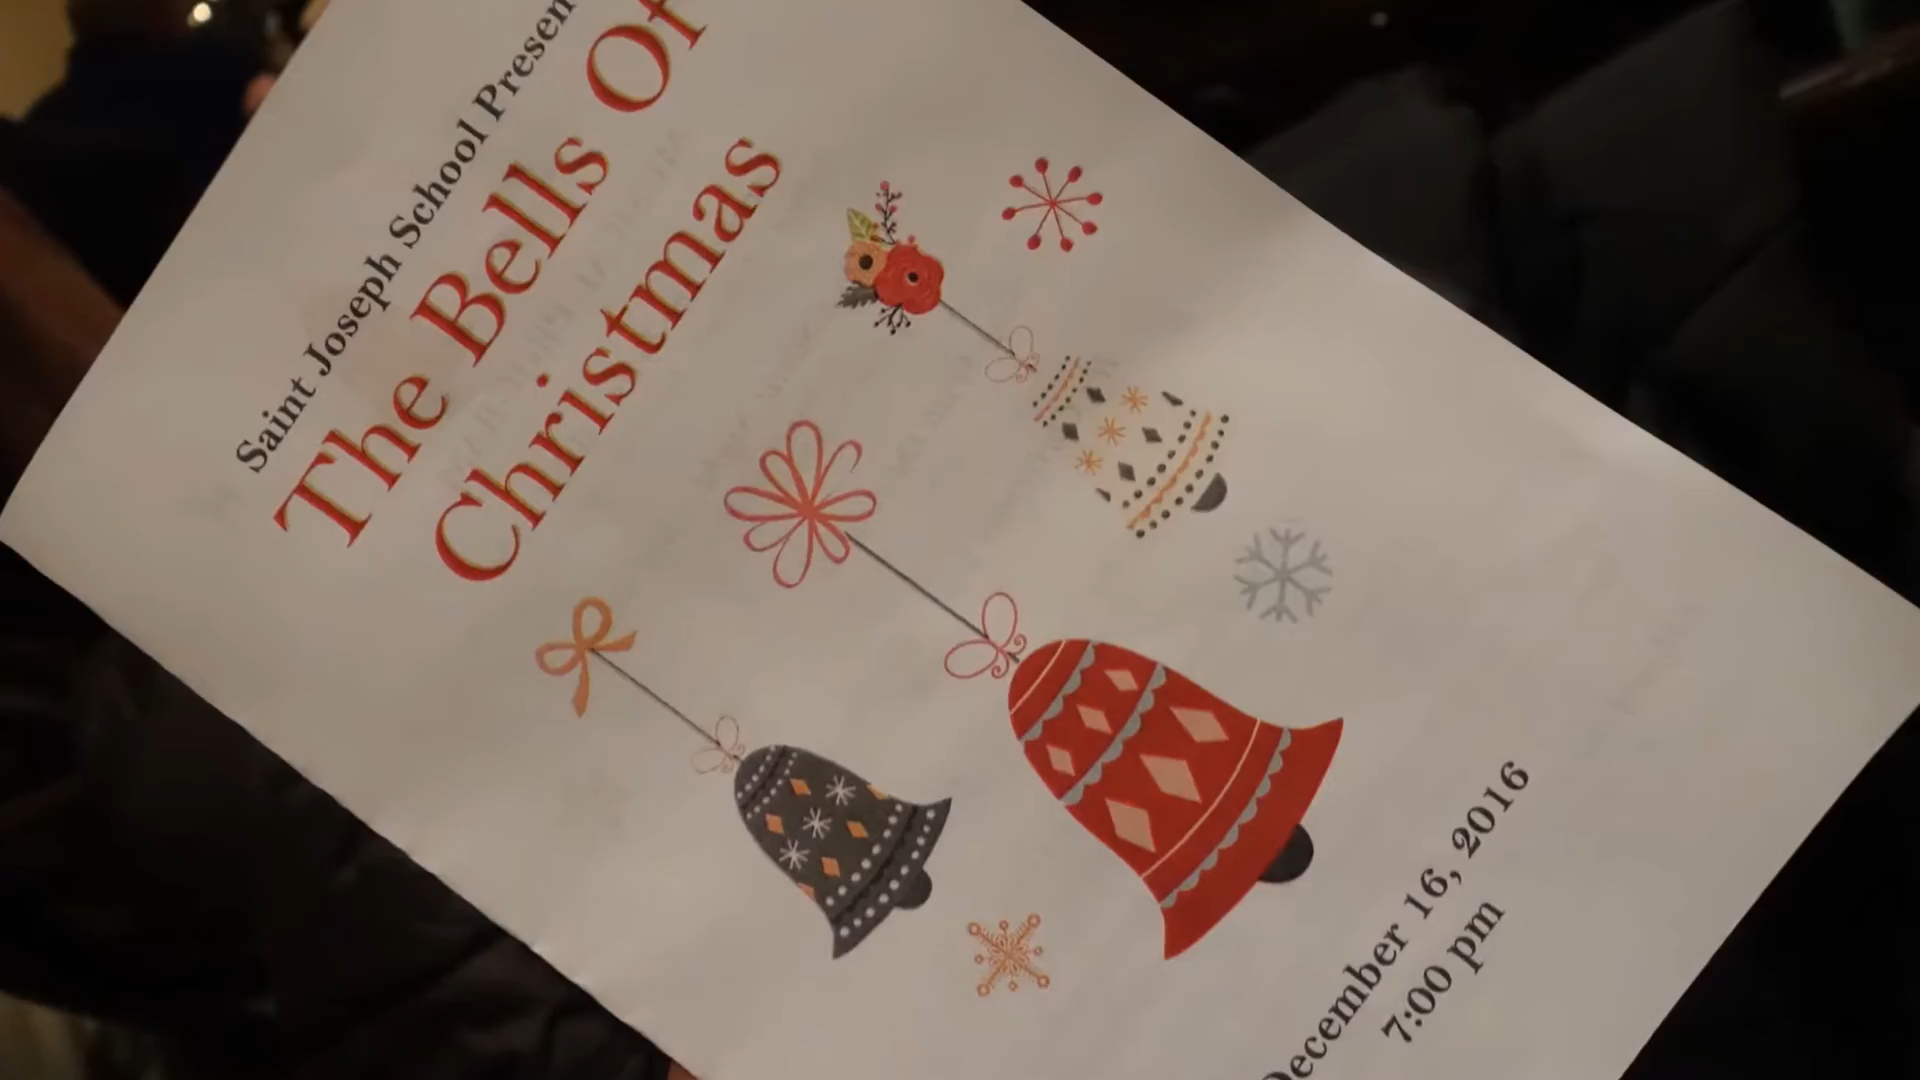 Saint Joseph School Presen
The Bells Of
Christmas
December 16, 2016
7:00 pm